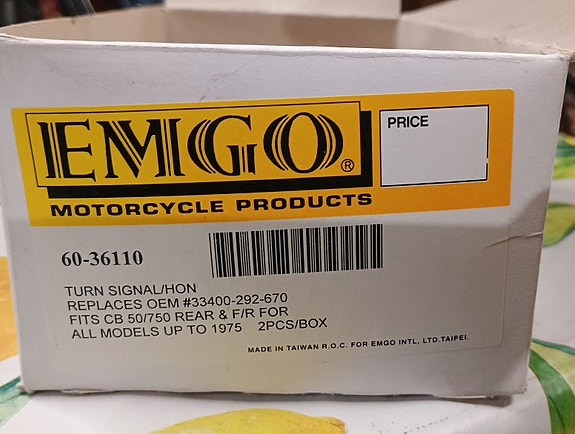 EMGO®
PRICE
MOTORCYCLE PRODUCTS
60-36110
TURN SIGNAL/HON
REPLACES OEM #33400-292-670
FITS CB 50/750 REAR & F/R FOR
ALL MODELS UP TO 1975 2PCS/BOX
MADE IN TAIWAN R.O.C. FOR EMGO INTL, LTD.TAIPEI.